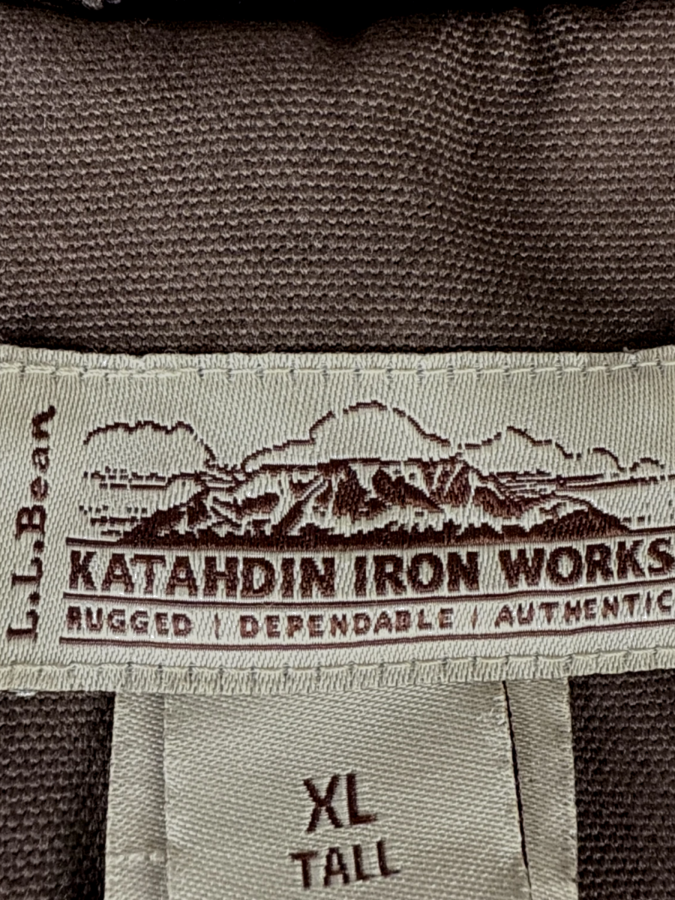 L.L.Bean
KATAHDIN IRON WORKS
RUGGED | DEPENDABLE | AUTHENTIC
XL
TALL